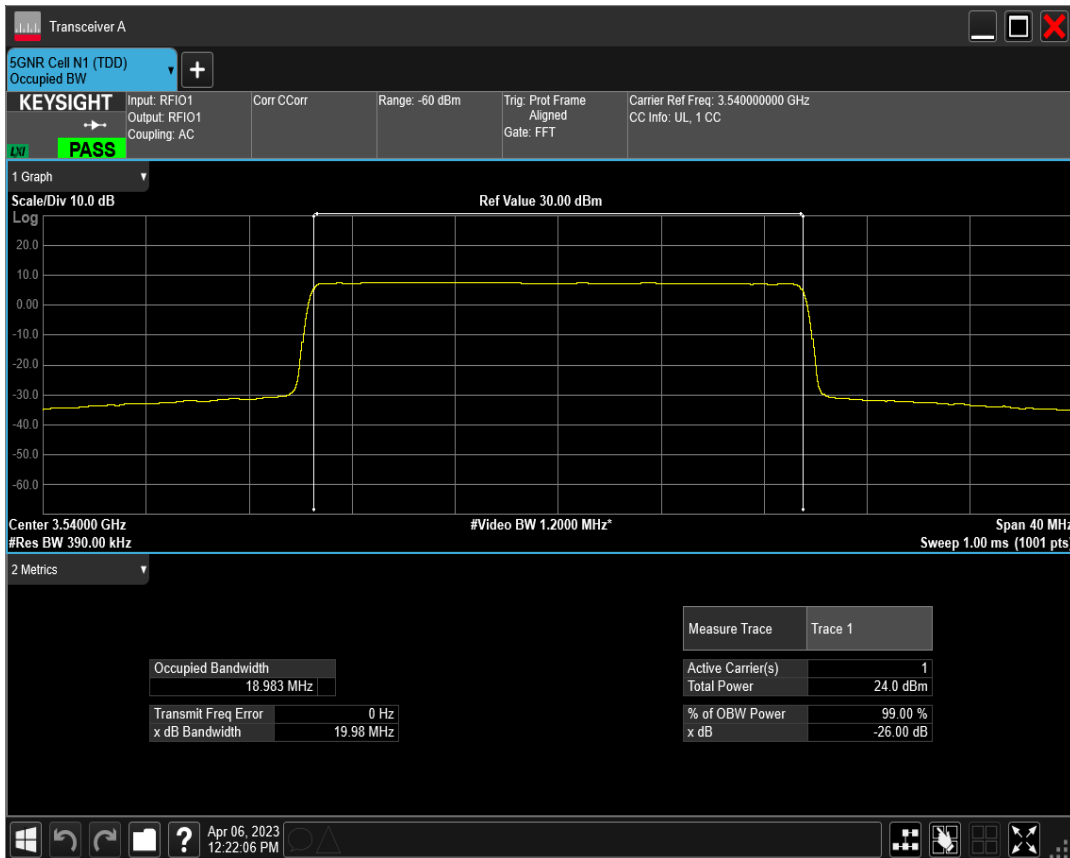 Transceiver A
5GNR Cell N1 (TDD)
Occupied BW
+
KEYSIGHT
LXI
PASS
Input: RFIO1
Output: RFIO1
Coupling: AC
Corr CCorr
Range: -60 dBm
Trig: Prot Frame
Aligned
Gate: FFT
Carrier Ref Freq: 3.540000000 GHz
CC Info: UL, 1 CC
1 Graph
Scale/Div 10.0 dB
Ref Value 30.00 dBm
Log
20.0
10.0
0.00
-10.0
-20.0
-30.0
-40.0
-50.0
-60.0
Center 3.54000 GHz
#Video BW 1.2000 MHz*
Span 40 MHz
#Res BW 390.00 kHz
Sweep 1.00 ms (1001 pts)
2 Metrics
Measure Trace Trace 1
Occupied Bandwidth
18.983 MHz
Active Carrier(s) 1
Total Power 24.0 dBm
Transmit Freq Error 0 Hz
x dB Bandwidth 19.98 MHz
% of OBW Power 99.00 %
x dB -26.00 dB
?
Apr 06, 2023
12:22:06 PM